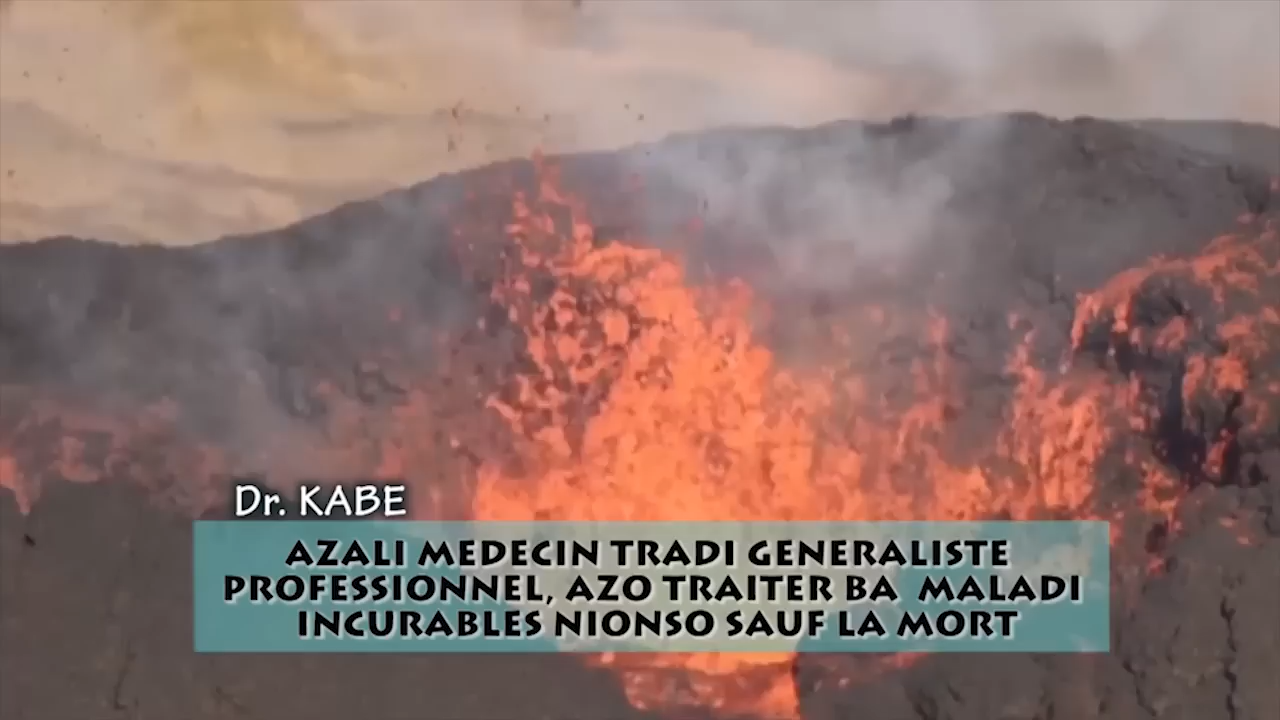 Dr. KABE
AZALI MEDECIN TRADI GENERALISTE
PROFESSIONNEL, AZO TRAITER BA MALADI
INCURABLES NIONSO SAUF LA MORT